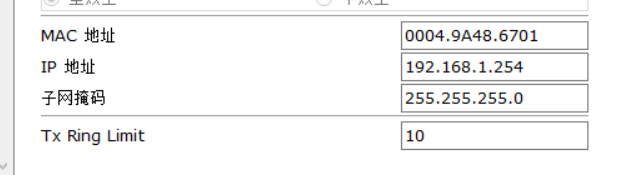 MAC 地址 0004.9A48.6701
IP 地址 192.168.1.254
子网掩码 255.255.255.0
Tx Ring Limit 10